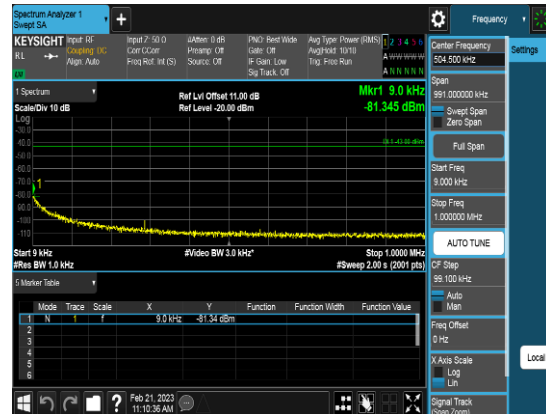 Spectrum Analyzer 1
Swept SA
+
Frequency
KEYSIGHT
RL
Input: RF
Coupling: DC
Align: Auto
Input Z: 50 Ω
Corr CCorr
Freq Ref: Int (S)
#Atten: 0 dB
Preamp: Off
Source: Off
PNO: Best Wide
Gate: Off
IF Gain: Low
Sig Track: Off
Avg Type: Power (RMS)
Avg|Hold: 10/10
Trig: Free Run
1 2 3 4 5 6
A W W W W W
A N N N N N
1 Spectrum
Scale/Div 10 dB
Ref Lvl Offset 11.00 dB
Ref Level -20.00 dBm
Mkr1 9.0 kHz
-81.345 dBm
Log
-30.0
-40.0
-50.0
-60.0
-70.0
-80.0
-90.0
-100
-110
1
Start 9 kHz
#Res BW 1.0 kHz
#Video BW 3.0 kHz*
Stop 1.0000 MHz
#Sweep 2.00 s (2001 pts)
5 Marker Table
Mode Trace Scale X Y Function Function Width Function Value
1 N 1 f 9.0 kHz -81.34 dBm
2
3
4
5
6
Feb 21, 2023
11:10:36 AM
Center Frequency
504.500 kHz
Settings
Span
991.000000 kHz
Swept Span
Zero Span
Full Span
Start Freq
9.000 kHz
Stop Freq
1.000000 MHz
AUTO TUNE
CF Step
99.100 kHz
Auto
Man
Freq Offset
0 Hz
X Axis Scale
Log
Lin
Local
Signal Track
(Span Zoom)